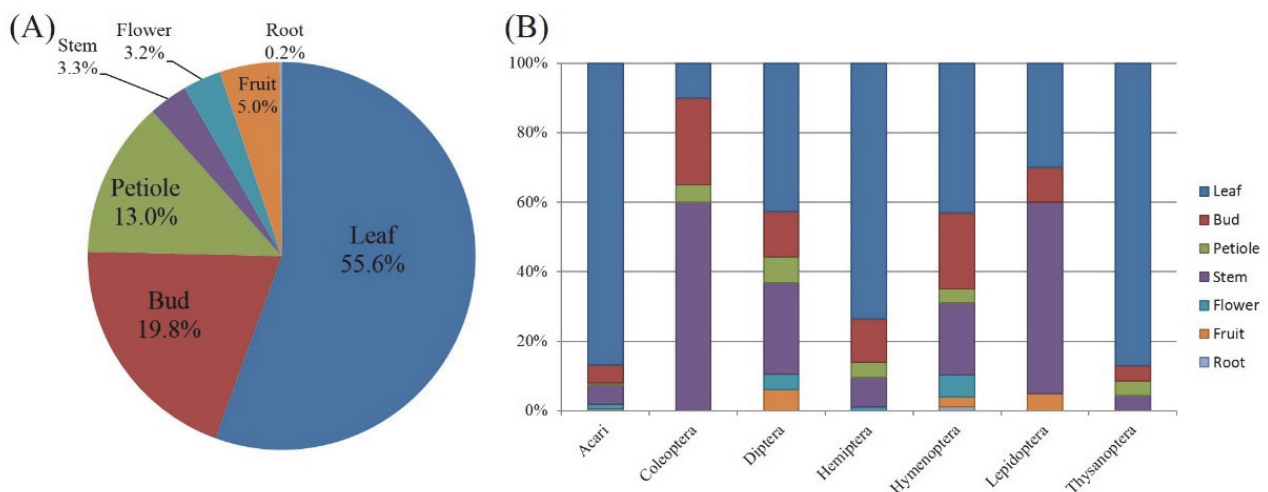 (A)
Stem
3.3%
Flower
3.2%
Root
0.2%
Fruit
5.0%
Petiole
13.0%
Leaf
55.6%
Bud
19.8%
(B)
100%
80%
60%
40%
20%
0%
Acari
Coleoptera
Diptera
Hemiptera
Hymenoptera
Lepidoptera
Thysanoptera
Leaf
Bud
Petiole
Stem
Flower
Fruit
Root